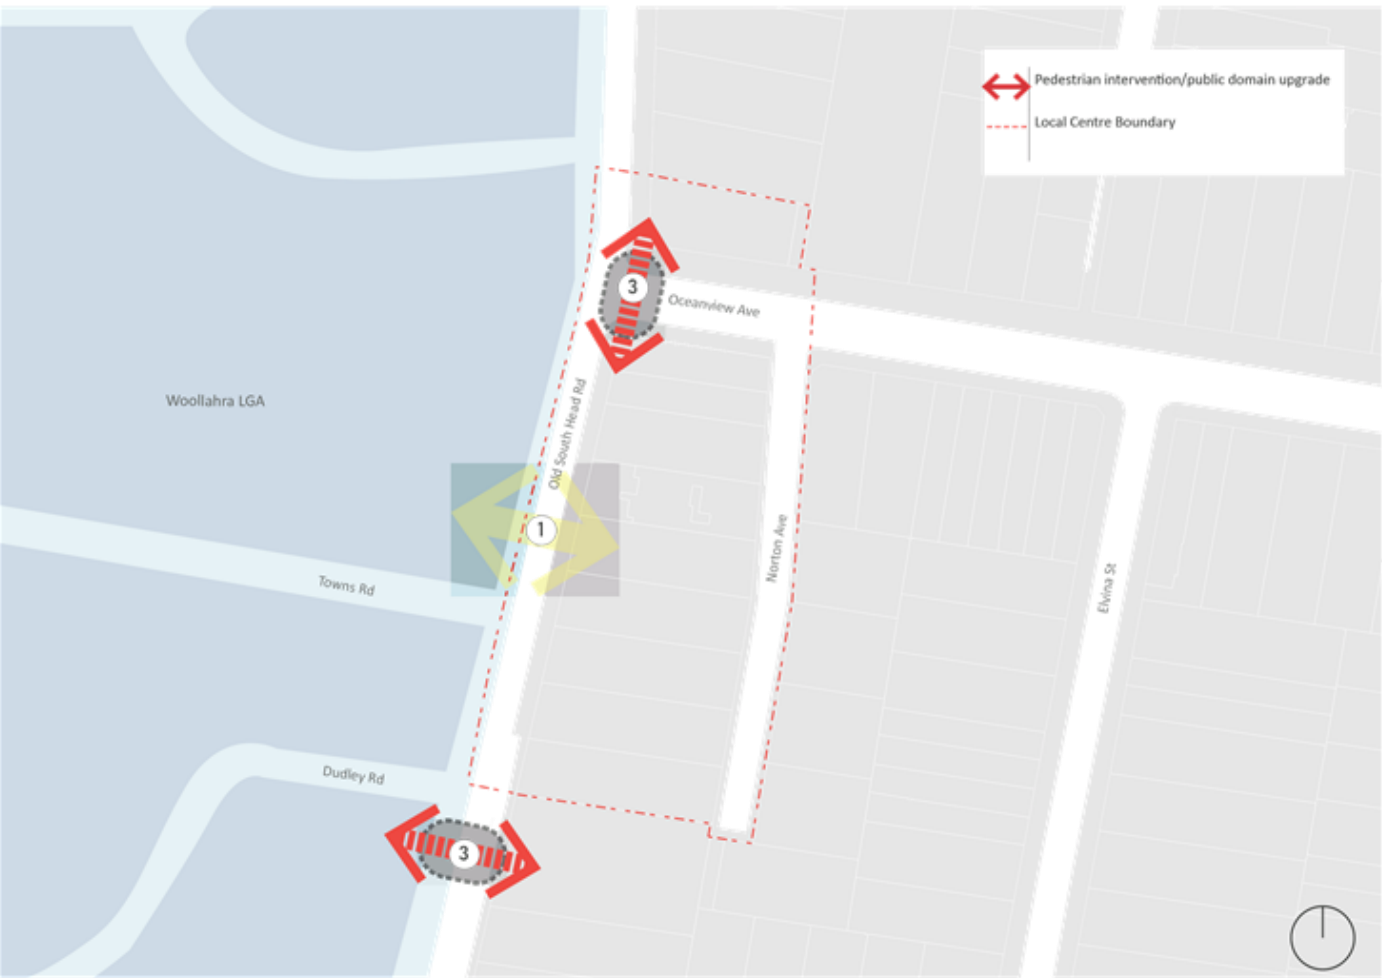 Pedestrian intervention/public domain upgrade
Local Centre Boundary
3
Oceanview Ave
Old South Head Rd
Woollahra LGA
1
Norton Ave
Elvina St
Towns Rd
Dudley Rd
3